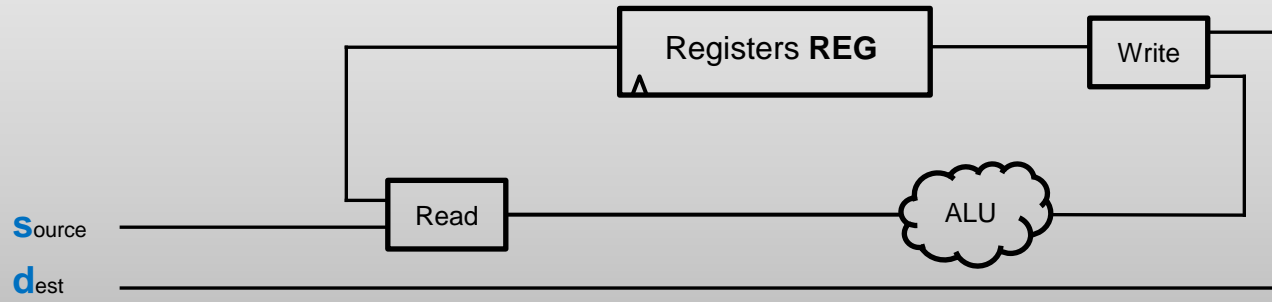 Registers REG
Write
Read
ALU
Source
dest